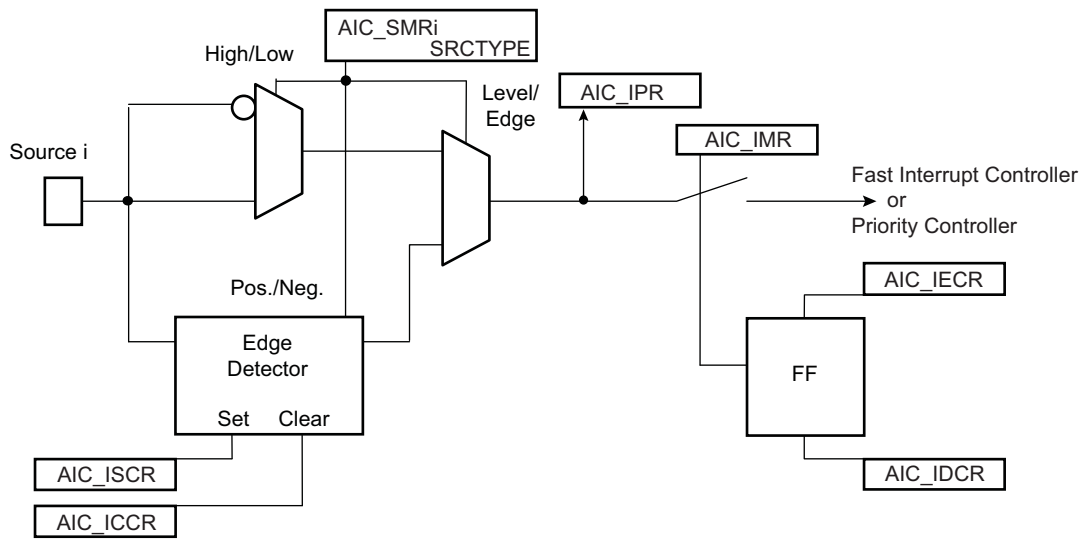 AIC_SMRi
SRCTYPE
High/Low
Level/
Edge
AIC_IPR
AIC_IMR
Source i
Fast Interrupt Controller
or
Priority Controller
Pos./Neg.
AIC_IECR
Edge
Detector
FF
Set Clear
AIC_ISCR
AIC_IDCR
AIC_ICCR